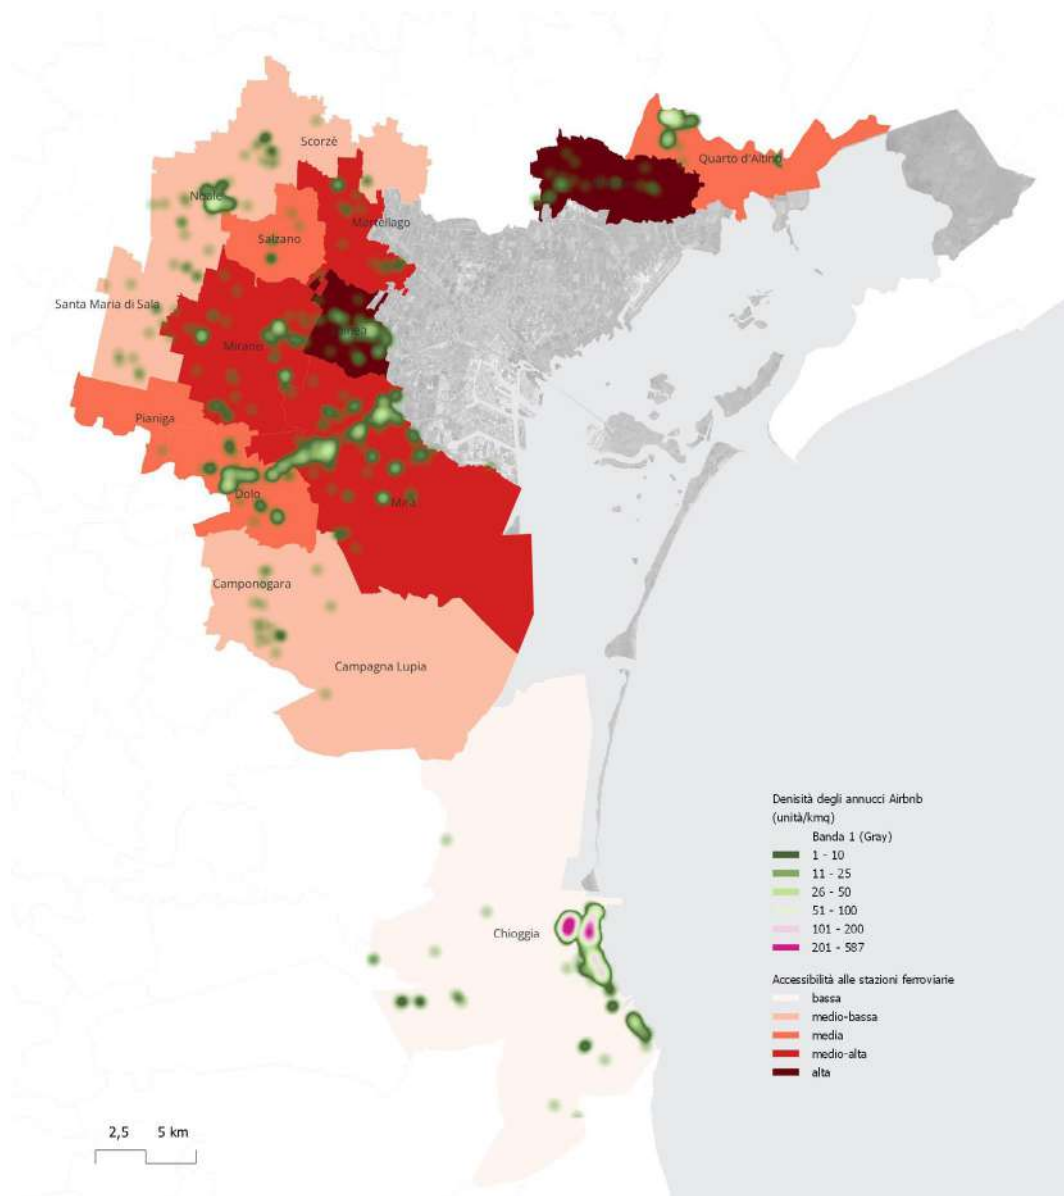 Scorzè
Quarto d'Altino
Noale
Martellago
Salzano
Santa Maria di Sala
Mirano
Pianiga
Dolo
Mira
Camponogara
Campagna Lupia
Chioggia
Denisità degli annucci Airbnb
(unità/kmq)
Banda 1 (Gray)
1 - 10
11 - 25
26 - 50
51 - 100
101 - 200
201 - 587
Accessibilità alle stazioni ferroviarie
bassa
medio-bassa
media
medio-alta
alta
2,5 5 km